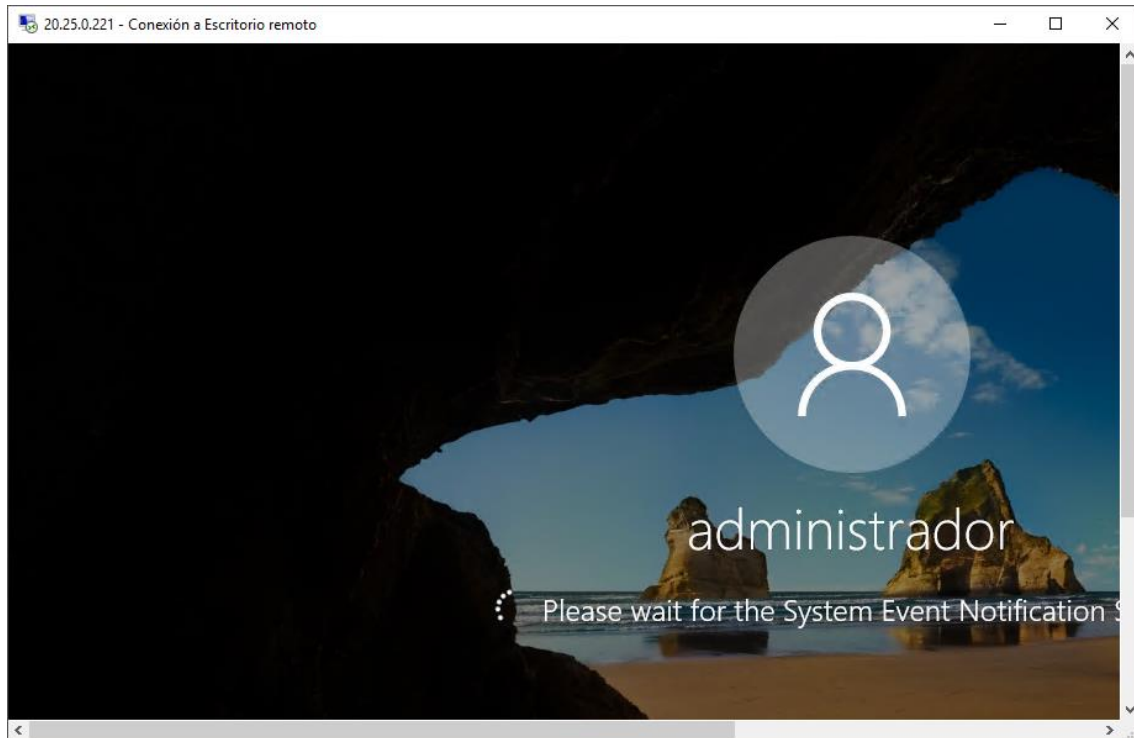 20.25.0.221 - Conexión a Escritorio remoto
administrador
Please wait for the System Event Notification